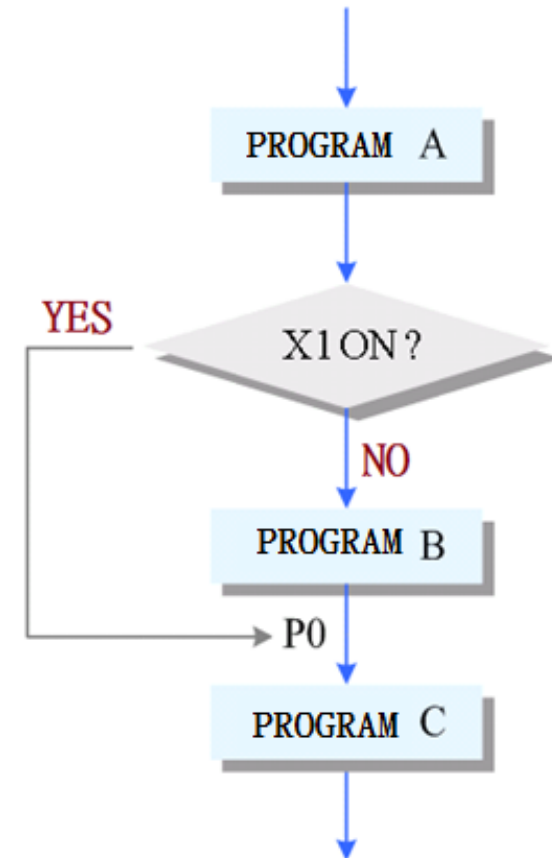 PROGRAM A
YES
X1 ON?
NO
PROGRAM B
P0
PROGRAM C